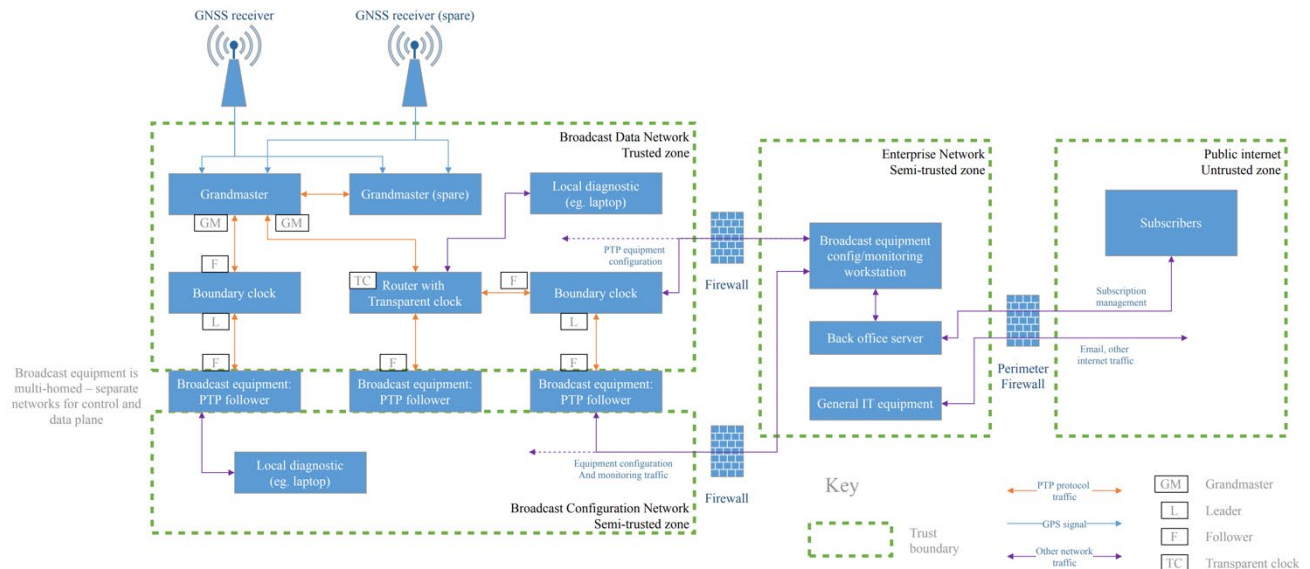 GNSS receiver
GNSS receiver (spare)
Broadcast Data Network
Trusted zone
Grandmaster
Grandmaster (spare)
Local diagnostic
(eg. laptop)
GM
GM
PTP equipment
configuration
F
TC
F
Boundary clock
Router with
Transparent clock
Boundary clock
L
L
F
F
F
Broadcast equipment is
multi-homed – separate
networks for control and
data plane
Broadcast equipment:
PTP follower
Broadcast equipment:
PTP follower
Broadcast equipment:
PTP follower
Local diagnostic
(eg. laptop)
Equipment configuration
And monitoring traffic
Broadcast Configuration Network
Semi-trusted zone
Firewall
Firewall
Enterprise Network
Semi-trusted zone
Broadcast equipment
config/monitoring
workstation
Back office server
General IT equipment
Perimeter
Firewall
Public internet
Untrusted zone
Subscribers
Subscription
management
Email, other
internet traffic
Key
Trust
boundary
PTP protocol
traffic
GPS signal
Other network
traffic
GM
Grandmaster
L
Leader
F
Follower
TC
Transparent clock